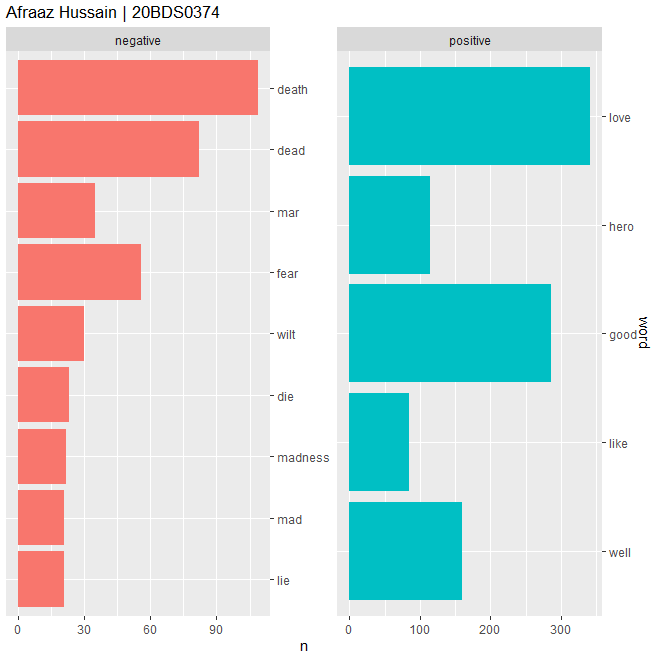 Afraaz Hussain | 20BDS0374
negative
positive
death
dead
mar
fear
wilt
die
madness
mad
lie
love
hero
good
like
well
word
0 30 60 90
0 100 200 300
n